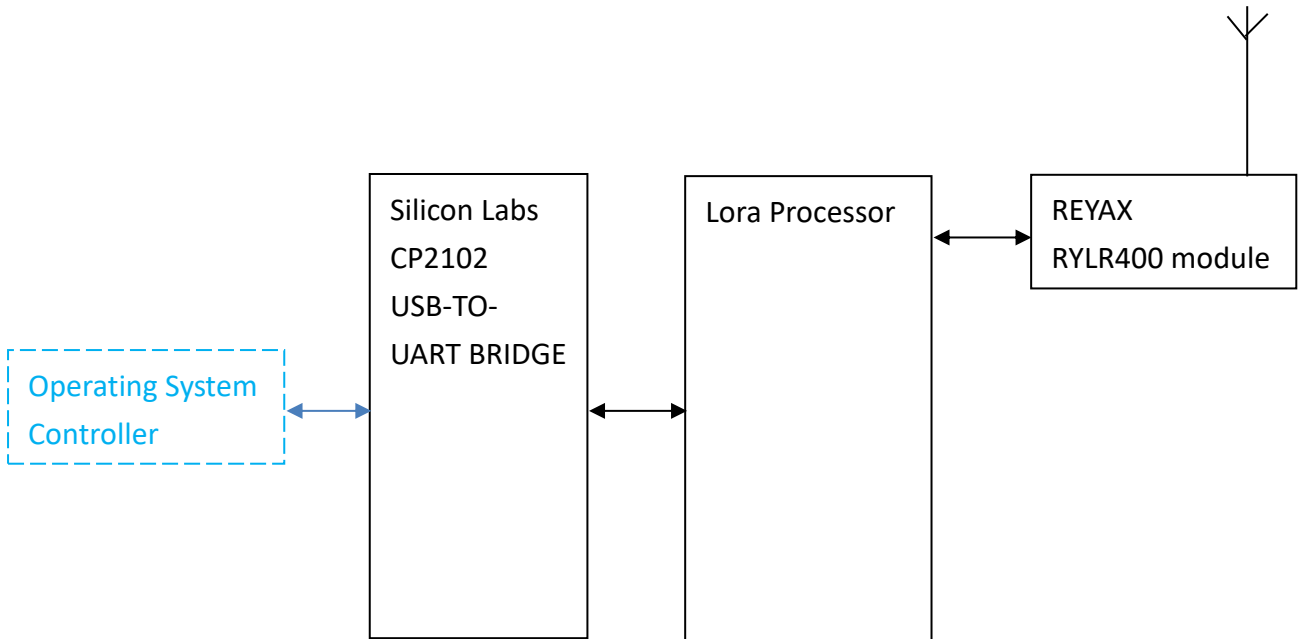 Silicon Labs
CP2102
USB-TO-
UART BRIDGE
Lora Processor
REYAX
RYLR400 module
Operating System
Controller